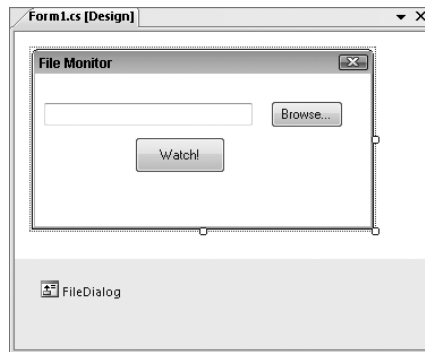 Form1.cs [Design]
File Monitor
Browse...
Watch!
FileDialog